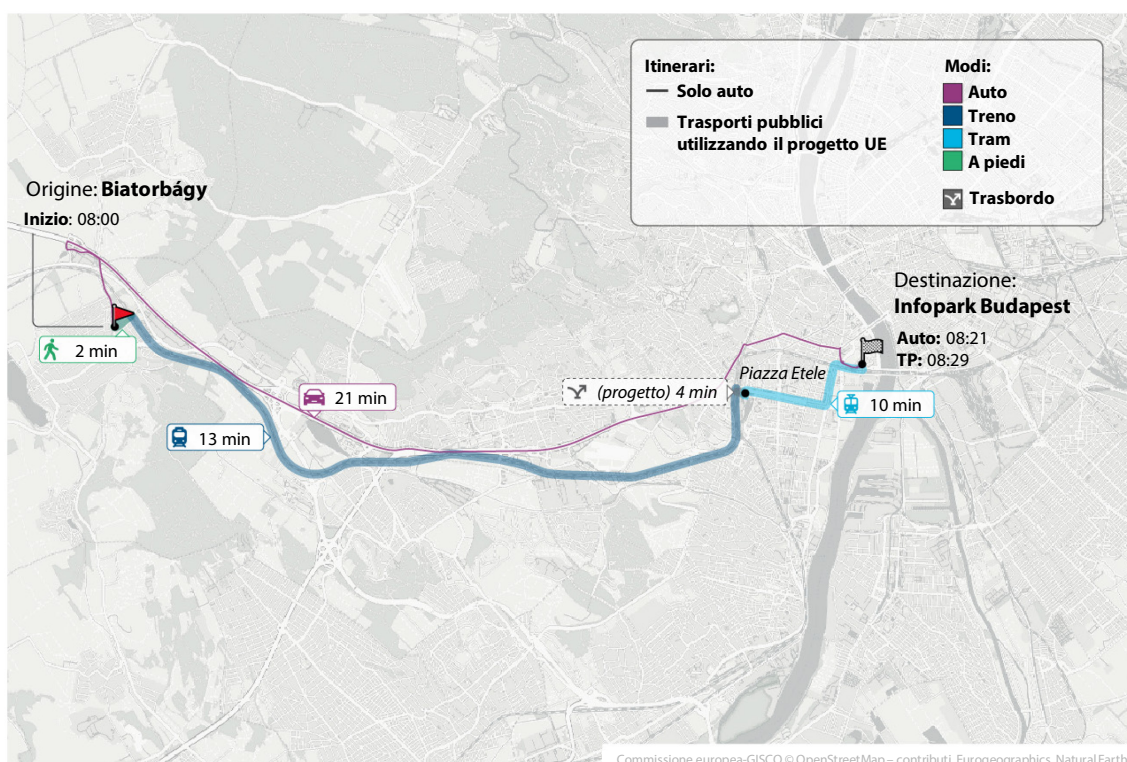 Itinerari:
Solo auto
Trasporti pubblici
utilizzando il progetto UE
Modi:
Auto
Treno
Tram
A piedi
Trasbordo
Origine: Biatorbágy
Inizio: 08:00
Destinazione:
Infopark Budapest
Auto: 08:21
TP: 08:29
2 min
21 min
13 min
(progetto) 4 min
Piazza Etele
10 min
Commissione europea-GISCO © OpenStreetMap – contributi, Eurogeographics, Natural Earth